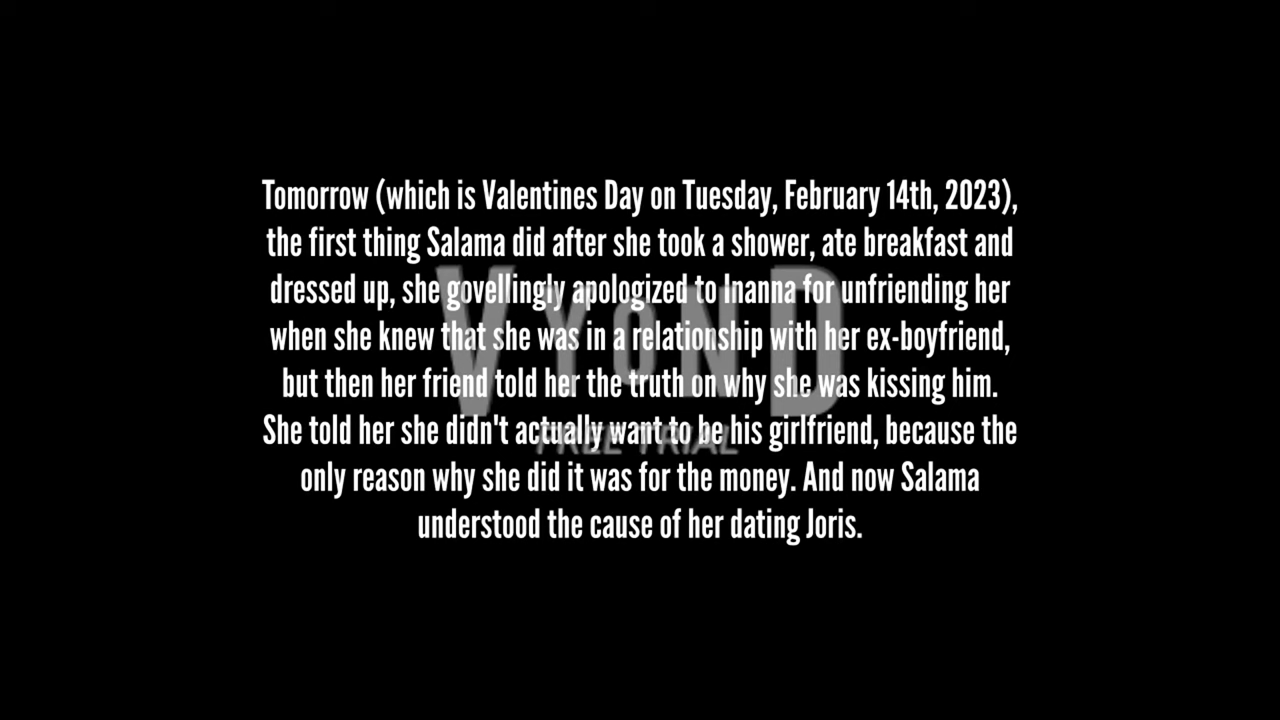 Tomorrow (which is Valentines Day on Tuesday, February 14th, 2023),
the first thing Salama did after she took a shower, ate breakfast and
dressed up, she govellingly apologized to Inanna for unfriending her
when she knew that she was in a relationship with her ex-boyfriend,
but then her friend told her the truth on why she was kissing him.
She told her she didn't actually want to be his girlfriend, because the
only reason why she did it was for the money. And now Salama
understood the cause of her dating Joris.
VYOND
FREE TRIAL